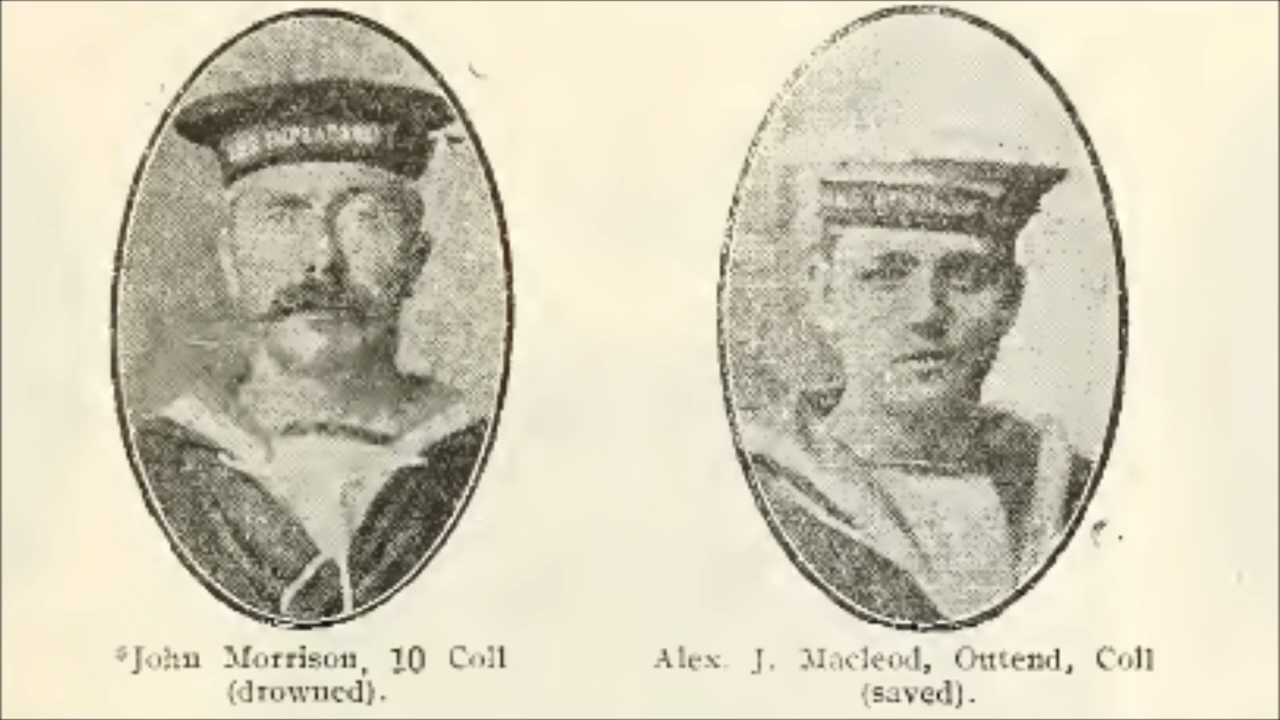 *John Morrison, 10 Coll
(drowned).
Alex. J. Macleod, Outend, Coll
(saved).